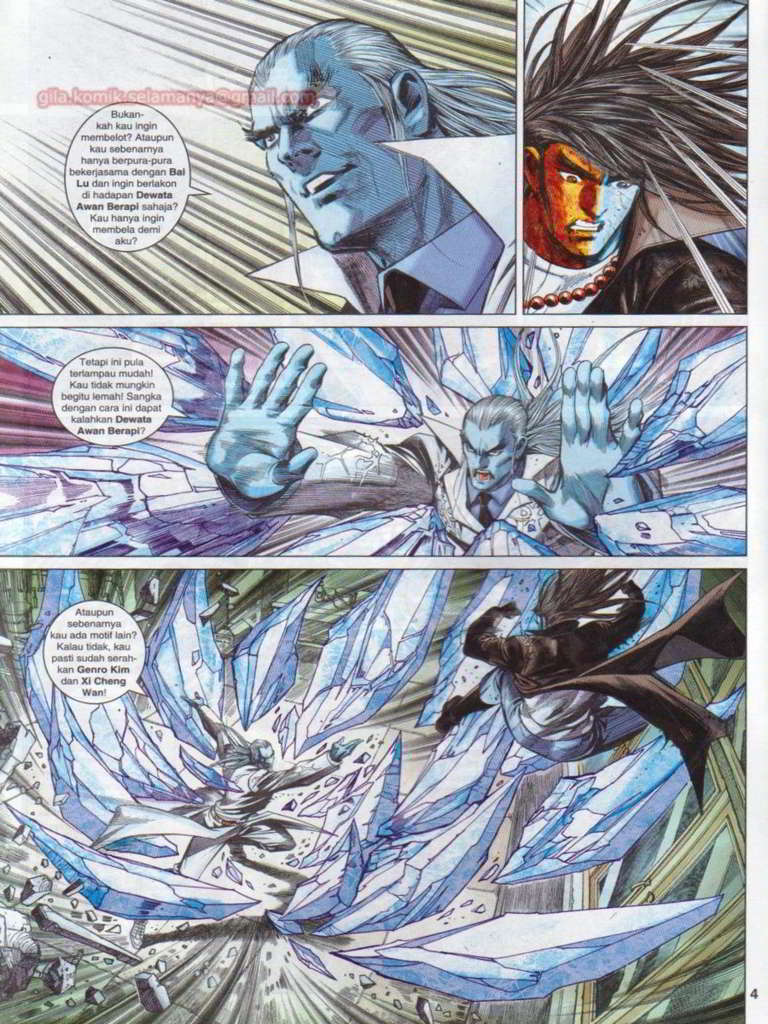 gila.komik.selamanya@gmail.com
Bukan-
kah kau ingin
membelot? Ataupun
kau sebenarnya
hanya berpura-pura
bekerjasama dengan Bai
Lu dan ingin berlakon
di hadapan Dewata
Awan Berapi sahaja?
Kau hanya ingin
membela demi
aku?
Tetapi ini pula
terlampau mudah!
Kau tidak mungkin
begitu lemah! Sangka
dengan cara ini dapat
kalahkan Dewata
Awan Berapi?
Ataupun
sebenarnya
kau ada motif lain?
Kalau tidak, kau
pasti sudah serah-
kan Genro Kim
dan Xi Cheng
Wan!
4